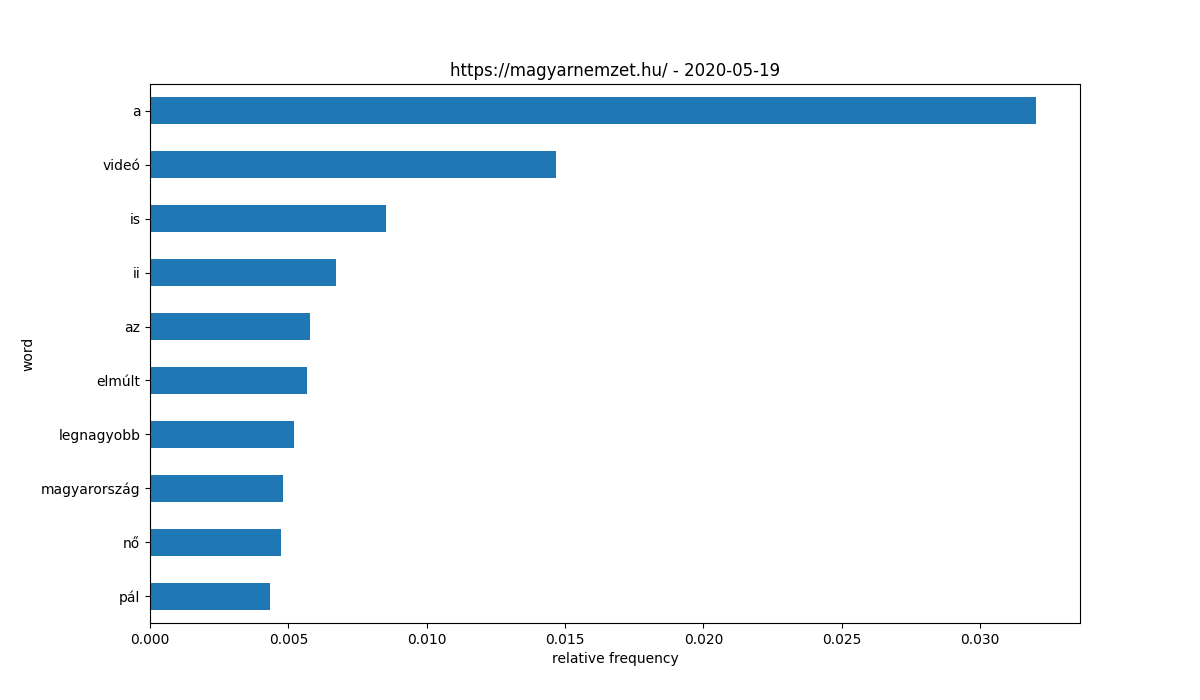 https://magyarnemzet.hu/ - 2020-05-19
word
a
videó
is
ii
az
elmúlt
legnagyobb
magyarország
nő
pál
0.000 0.005 0.010 0.015 0.020 0.025 0.030
relative frequency